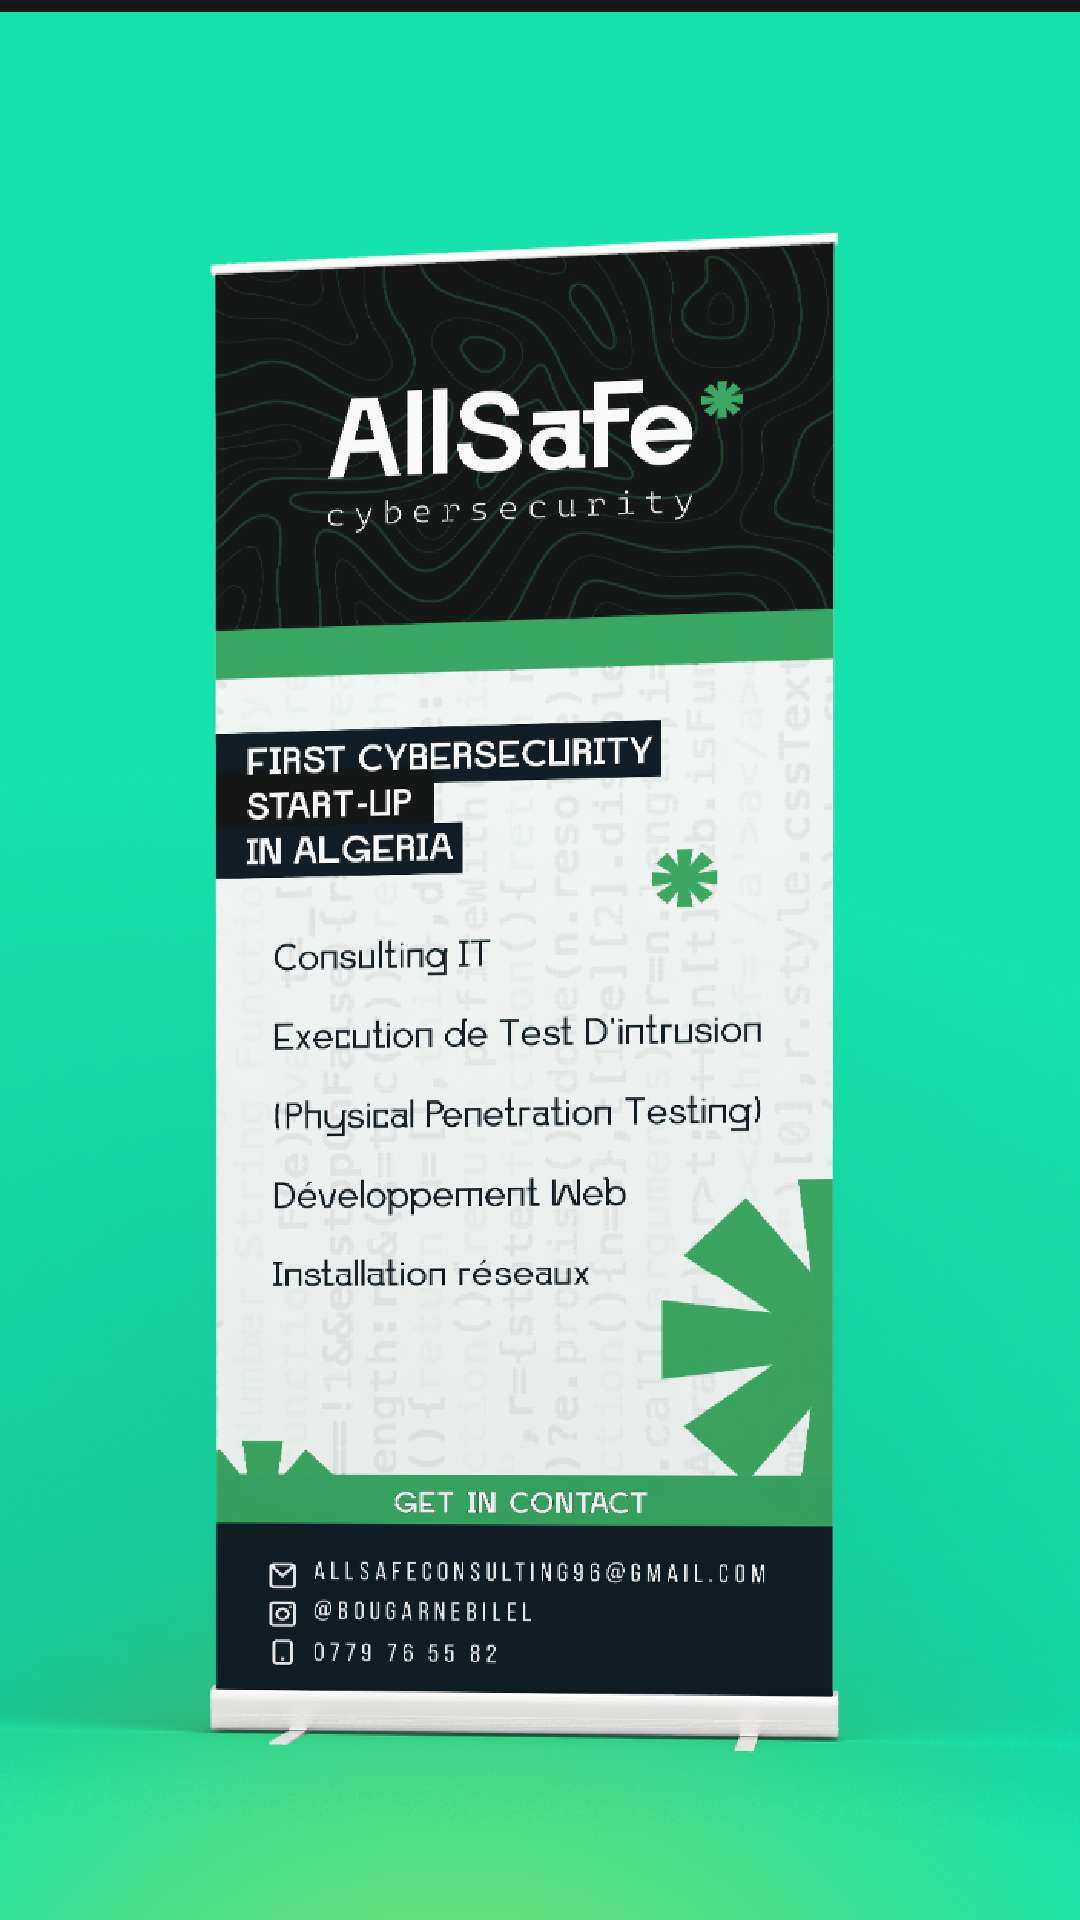 AllSafe
cybersecurity
FIRST CYBERSECURITY
START-UP
IN ALGERIA
Consulting IT
Execution de Test D'intrusion
(Physical Penetration Testing)
Développement Web
Installation réseaux
GET IN CONTACT
ALLSAFECONSULTING96@GMAIL.COM
@BOUGARNEBILEL
0779 76 55 82